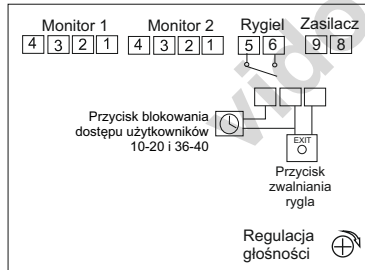 Monitor 1 Monitor 2 Rygiel Zasilacz
4 3 2 1 4 3 2 1 5 6 9 8
Przycisk blokowania
dostępu użytkowników
10-20 i 36-40
EXIT
Przycisk
zwalniania
rygla
Regulacja
głośności
vido